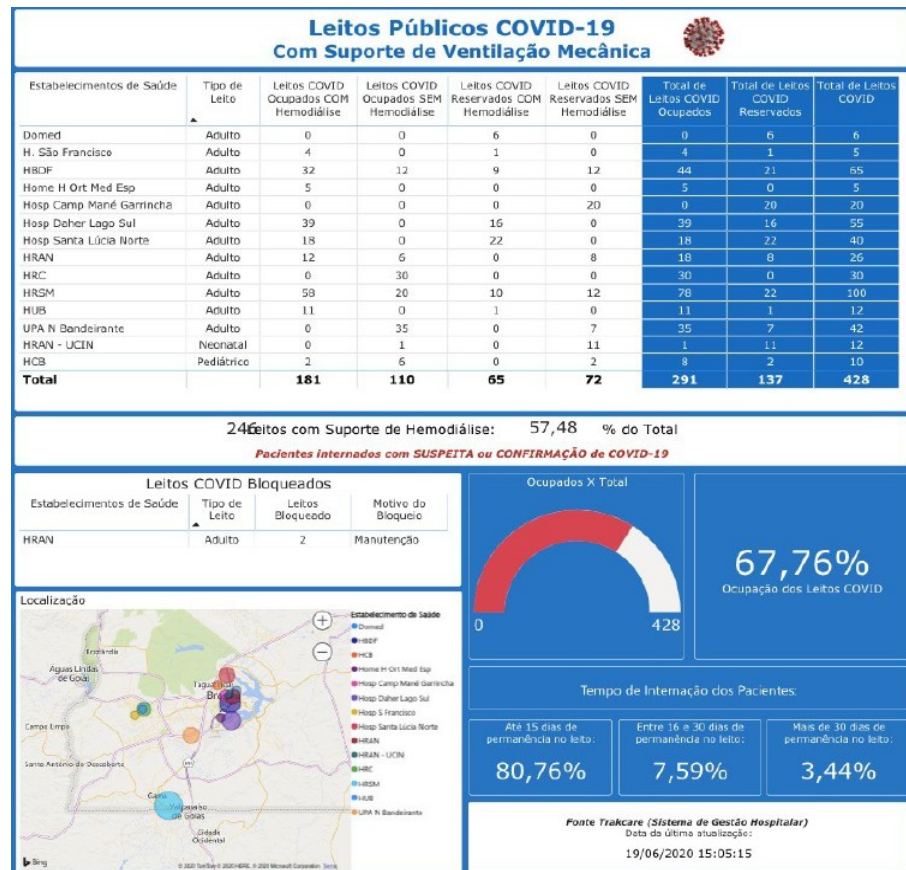 Leitos Públicos COVID-19
Com Suporte de Ventilação Mecânica
Estabelecimentos de Saúde Tipo de Leito Leitos COVID Ocupados COM Hemodiálise Leitos COVID Ocupados SEM Hemodiálise Leitos COVID Reservados COM Hemodiálise Leitos COVID Reservados SEM Hemodiálise Total de Leitos COVID Ocupados Total de Leitos COVID Reservados Total de Leitos COVID
Domed Adulto 0 0 6 0 0 6 6
H. São Francisco Adulto 4 0 1 0 4 1 5
HBDF Adulto 32 12 9 12 44 21 65
Home H Ort Med Esp Adulto 5 0 0 0 5 0 5
Hosp Camp Mané Garrincha Adulto 0 0 0 20 0 20 20
Hosp Daher Lago Sul Adulto 39 0 16 0 39 16 55
Hosp Santa Lúcia Norte Adulto 18 0 22 0 18 22 40
HRAN Adulto 12 6 0 8 18 8 26
HRC Adulto 0 30 0 0 30 0 30
HRSM Adulto 58 20 10 12 78 22 100
HUB Adulto 11 0 1 0 11 1 12
UPA N Bandeirante Adulto 0 35 0 7 35 7 42
HRAN - UCIN Neonatal 0 1 0 11 1 11 12
HCB Pediátrico 2 6 0 2 8 2 10
Total 181 110 65 72 291 137 428
246 Leitos com Suporte de Hemodiálise: 57,48 % do Total
Pacientes internados com SUSPEITA ou CONFIRMAÇÃO de COVID-19
Leitos COVID Bloqueados
Estabelecimentos de Saúde Tipo de Leito Leitos Bloqueado Motivo do Bloqueio
HRAN Adulto 2 Manutenção
Ocupados X Total
0 428
67,76%
Ocupação dos Leitos COVID
Localização
Águas Lindas de Goiás
Campo Limpo
Santo Antônio do Descoberto
Gama
Valparaíso de Goiás
Cidade Ocidental
Bing
© 2020 TomTom © 2020 HERE, © 2020 Microsoft Corporation Terms
Estabelecimento de Saúde
Domed
HBDF
HCB
Home H Ort Med Esp
Hosp Camp Mané Garrincha
Hosp Daher Lago Sul
Hosp S Francisco
Hosp Santa Lúcia Norte
HRAN
HRAN - UCIN
HRC
HRSM
HUB
UPA N Bandeirante
Tempo de Internação dos Pacientes:
Até 15 dias de permanência no leito:
80,76%
Entre 16 e 30 dias de permanência no leito:
7,59%
Mais de 30 dias de permanência no leito:
3,44%
Fonte Trakcare (Sistema de Gestão Hospitalar)
Data da última atualização:
19/06/2020 15:05:15